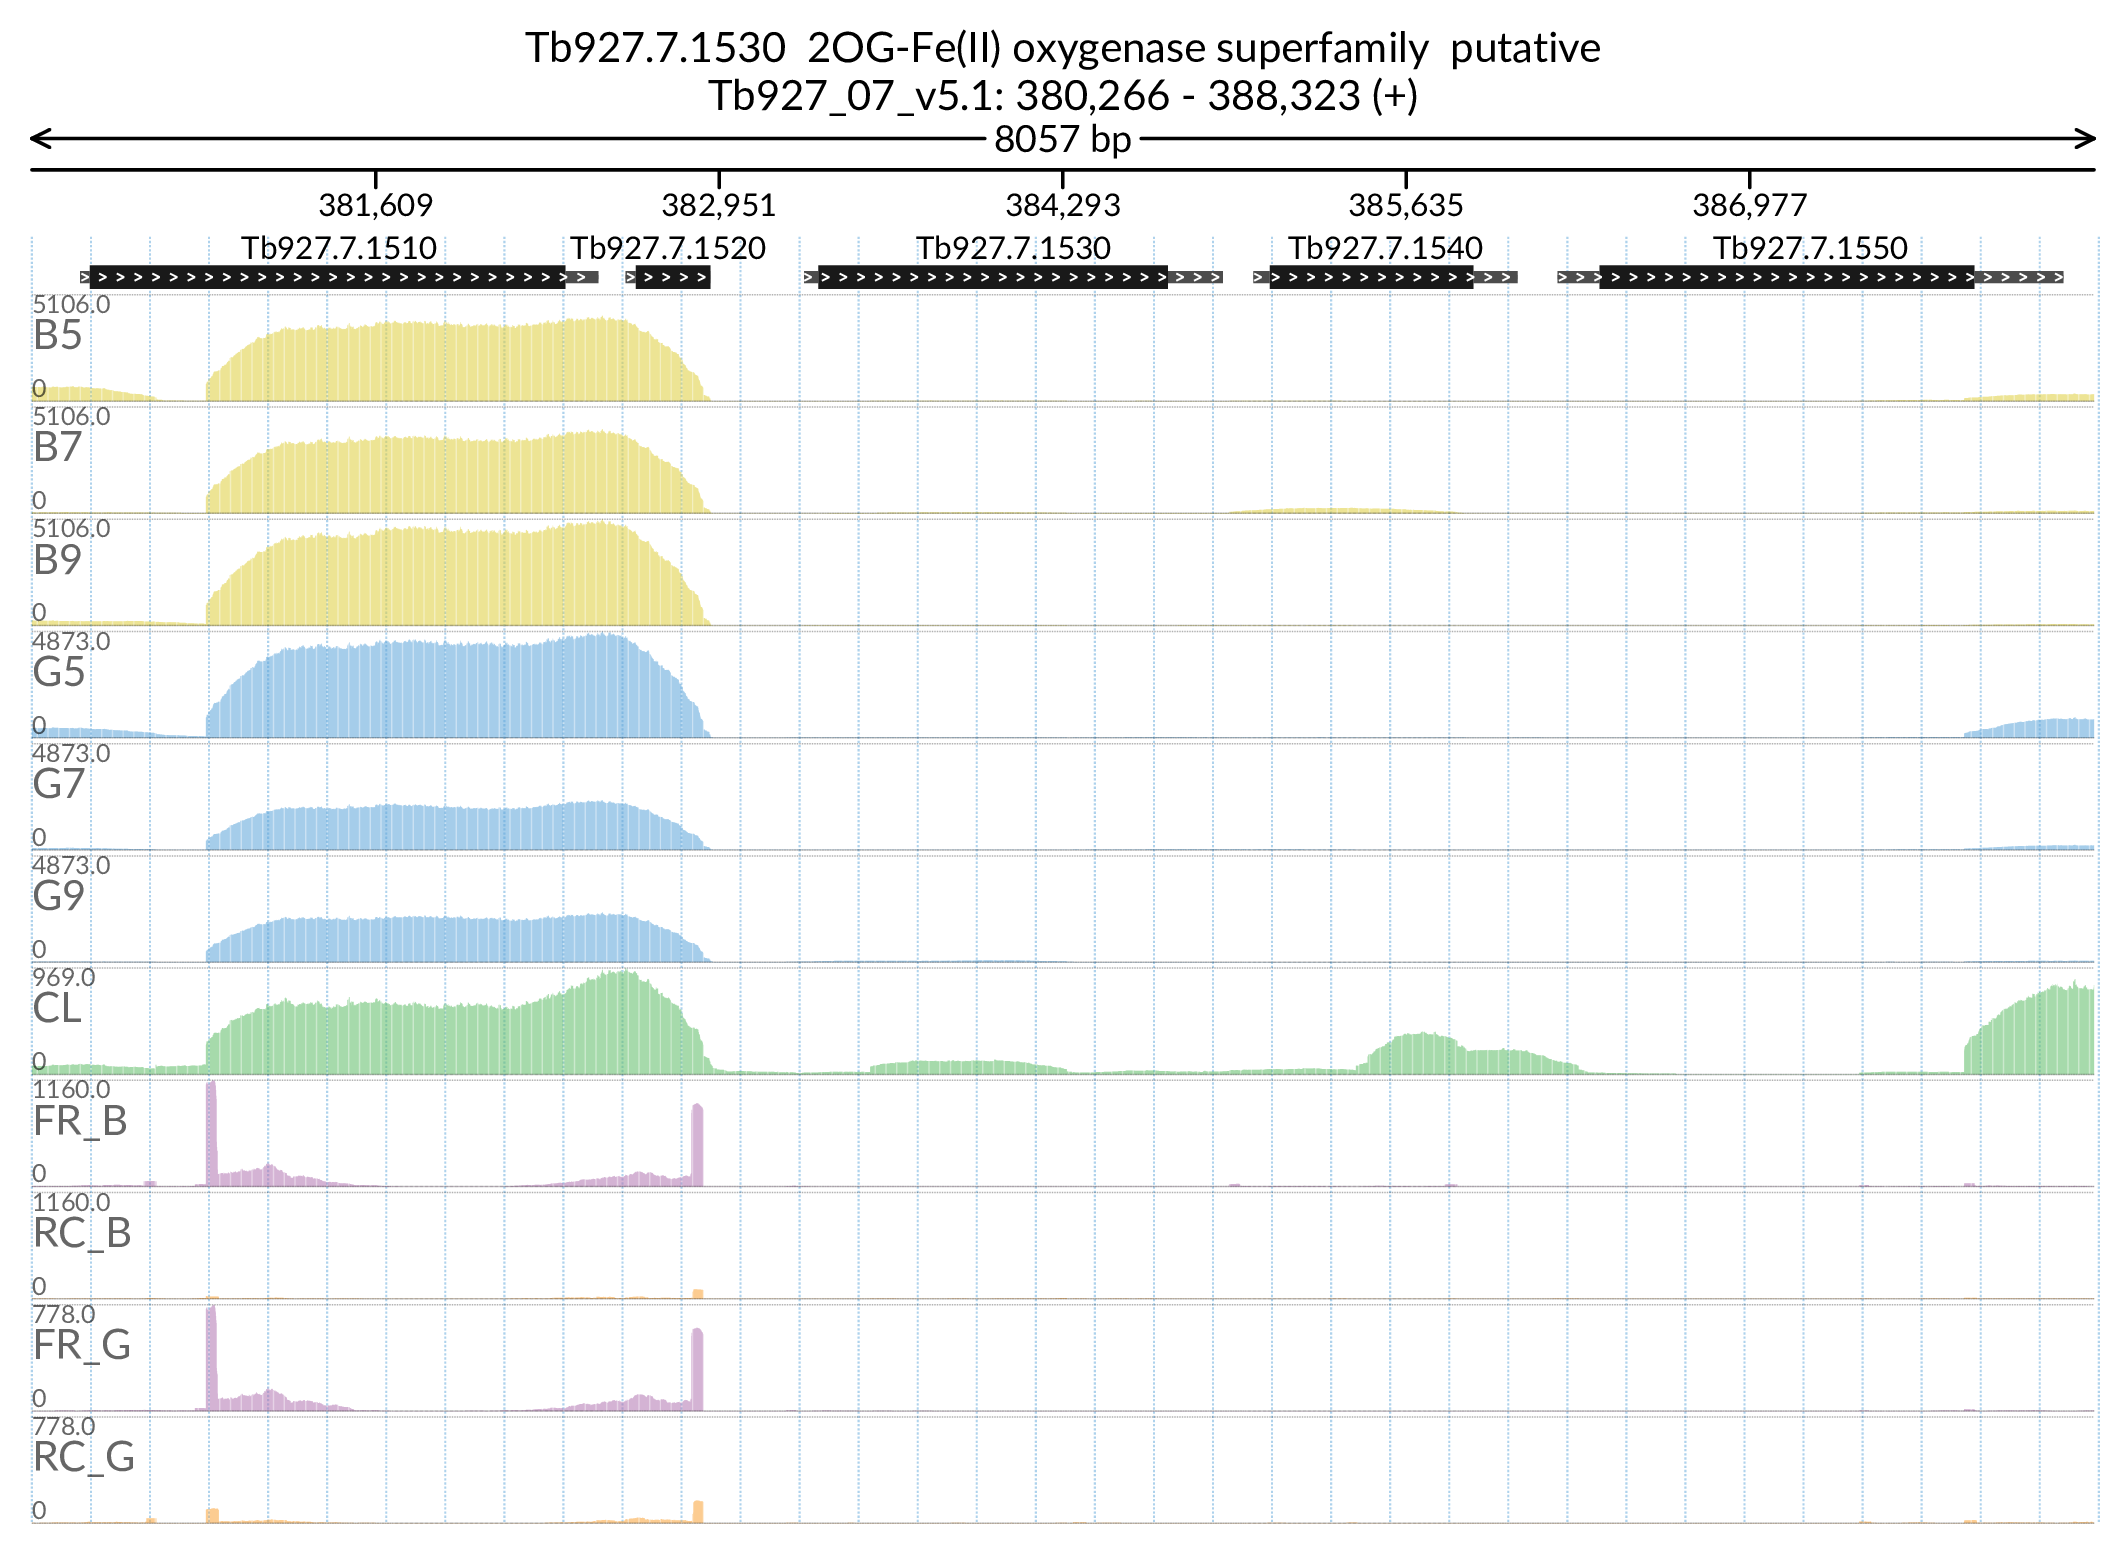 Tb927.7.1530  2OG-Fe(II) oxygenase superfamily  putative
Tb927_07_v5.1: 380,266 - 388,323 (+)
8057 bp
381,609 382,951 384,293 385,635 386,977
Tb927.7.1510 Tb927.7.1520 Tb927.7.1530 Tb927.7.1540 Tb927.7.1550
5106.0
B5
0
5106.0
B7
0
5106.0
B9
0
4873.0
G5
0
4873.0
G7
0
4873.0
G9
0
969.0
CL
0
1160.0
FR_B
0
1160.0
RC_B
0
778.0
FR_G
0
778.0
RC_G
0